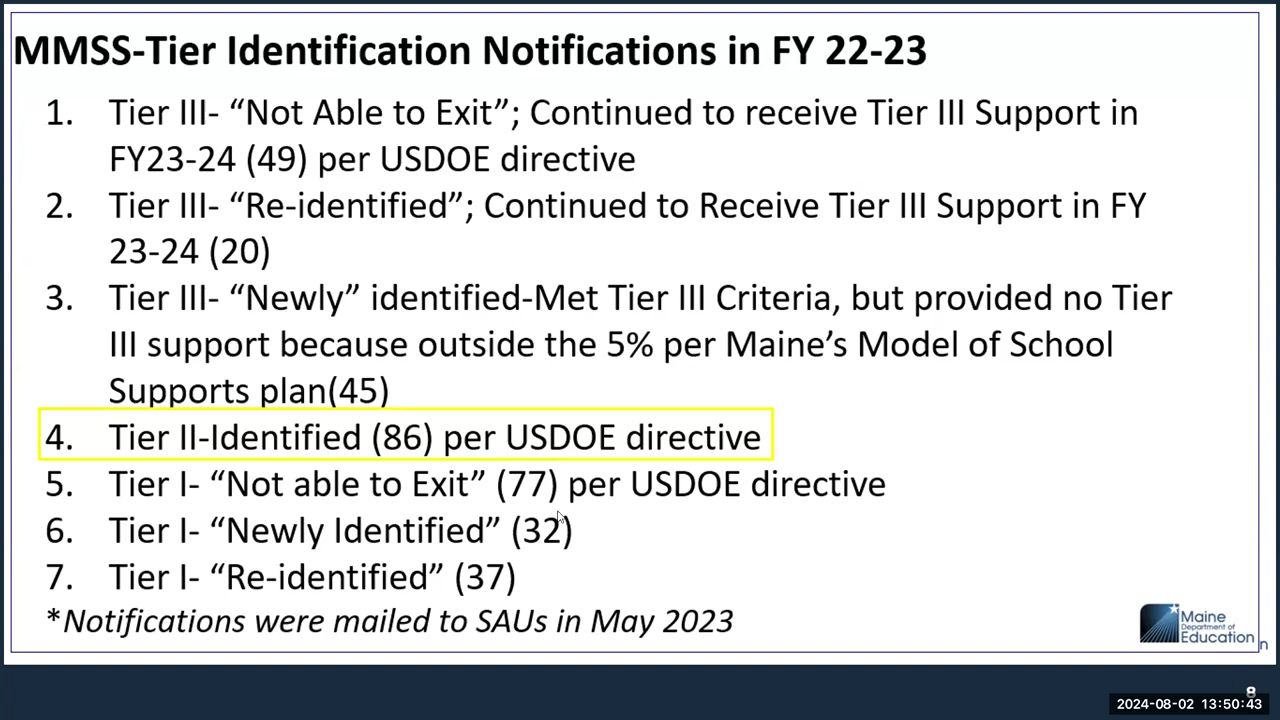 MMSS-Tier Identification Notifications in FY 22-23
1. Tier III- “Not Able to Exit”; Continued to receive Tier III Support in
FY23-24 (49) per USDOE directive
2. Tier III- “Re-identified”; Continued to Receive Tier III Support in FY
23-24 (20)
3. Tier III- “Newly” identified-Met Tier III Criteria, but provided no Tier
III support because outside the 5% per Maine’s Model of School
Supports plan(45)
4. Tier II-Identified (86) per USDOE directive
5. Tier I- “Not able to Exit” (77) per USDOE directive
6. Tier I- “Newly Identified” (32)
7. Tier I- “Re-identified” (37)
*Notifications were mailed to SAUs in May 2023
Maine
Department of
Education
n
8
2024-08-02 13:50:43